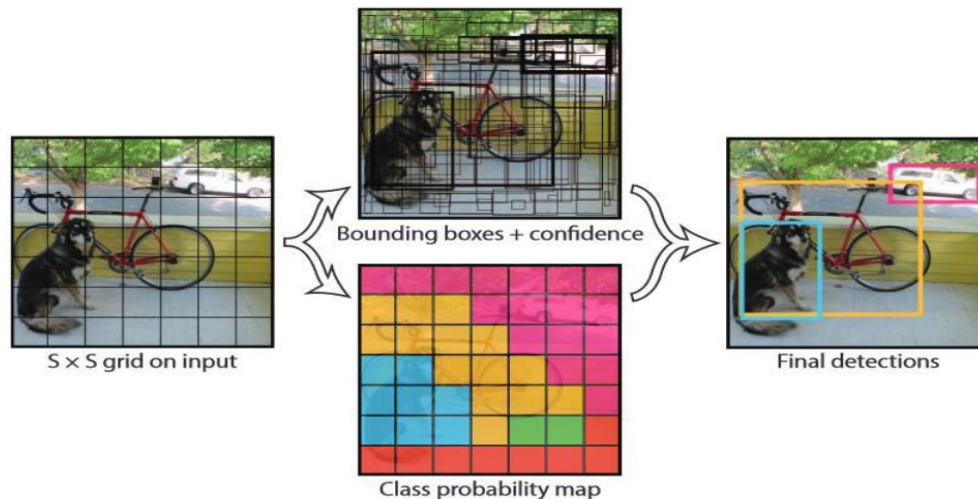 Bounding boxes + confidence
S × S grid on input
Final detections
Class probability map